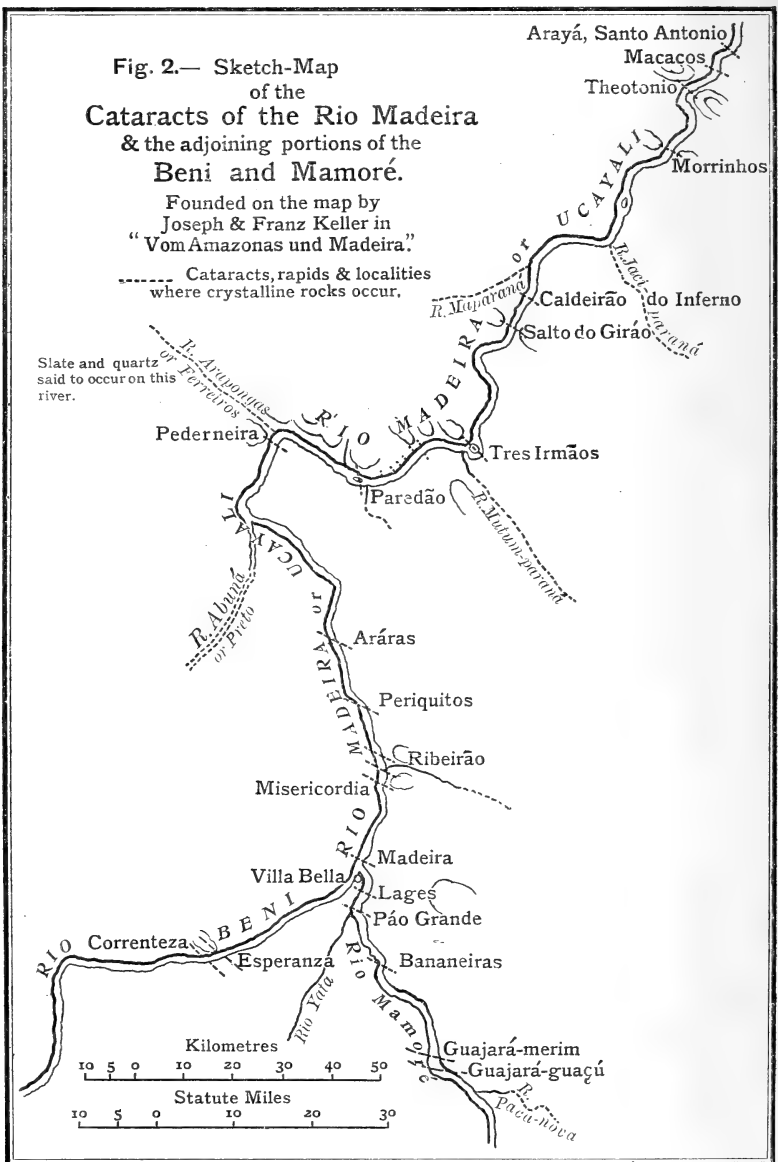 Fig. 2.— Sketch-Map
of the
Cataracts of the Rio Madeira
& the adjoining portions of the
Beni and Mamoré.
Founded on the map by
Joseph & Franz Keller in
“Vom Amazonas und Madeira.”
------ Cataracts, rapids & localities
where crystalline rocks occur.
Arayá, Santo Antonio
Macacos
Theotonio
Morrinhos
RIO MADEIRA or UCAYALI
R. Jaci
paraná
R. Maparaná
Caldeirão do Inferno
Salto do Giráo
Slate and quartz
said to occur on this
river.
R. Araponyas
or Ferreiros
Pederneira
Tres Irmãos
Paredão
R. Mutum-paraná
R. Abuná
or Preto
RIO MADEIRA or UCAYALI
Aráras
Periquitos
Ribeirão
Misericordia
Madeira
Villa Bella
Lages
Páo Grande
RIO BENI
Correnteza
Esperanzá
Bananeiras
Rio Yata
Rio Mamoré
Guajará-merim
Guajará-guaçú
R.
Paca-nova
Kilometres
10 5 0 10 20 30 40 50
Statute Miles
10 5 0 10 20 30